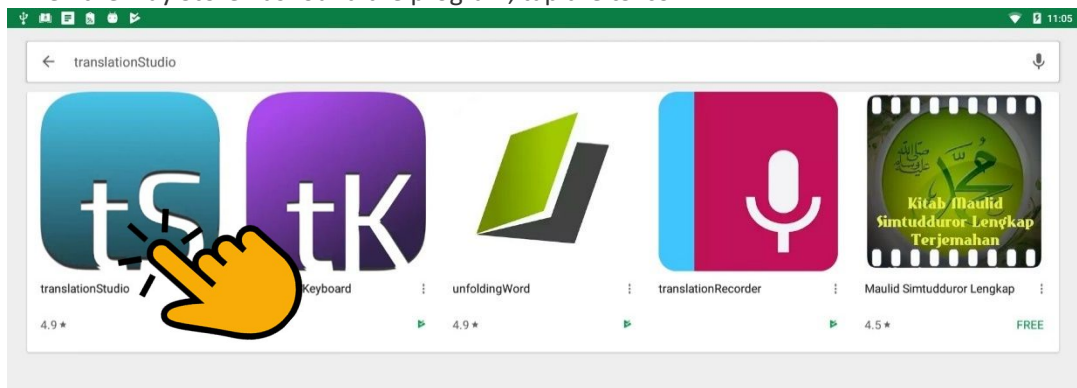 11:05
translationStudio
tS
tK
محمد
Kitab Maulid
Simtudduror Lengkap
Terjemahan
translationStudio
Keyboard
unfoldingWord
translationRecorder
Maulid Simtudduror Lengkap
4.9★
4.9★
4.5★
FREE